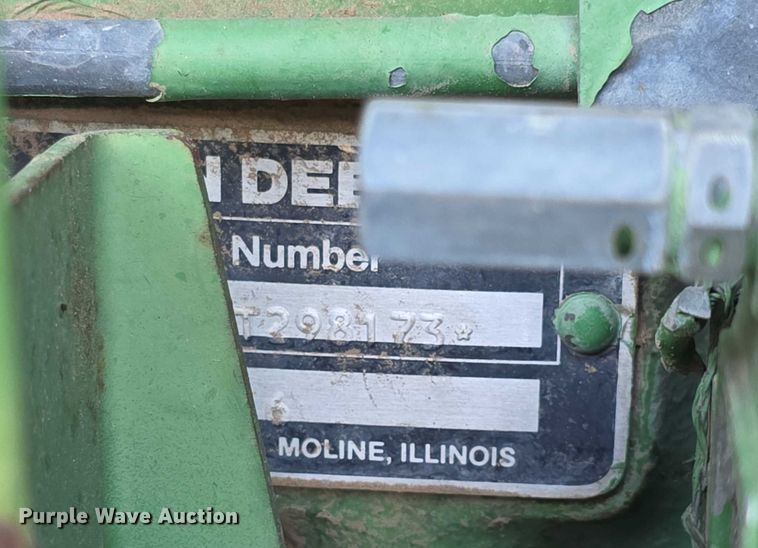 N DEE
Number
T298173*
MOLINE, ILLINOIS
Purple Wave Auction